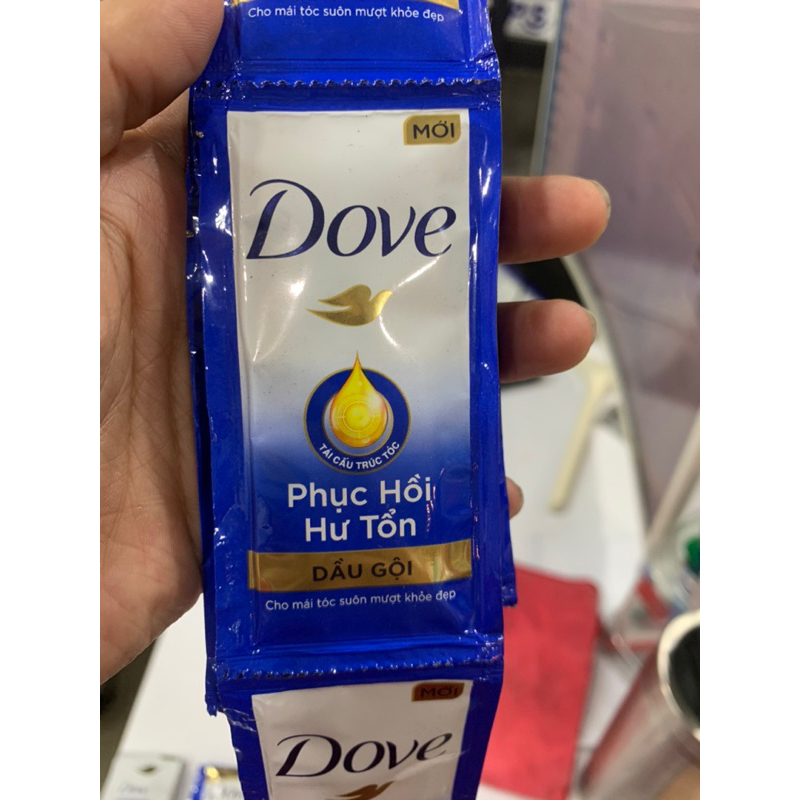 Cho mái tóc suôn mượt khỏe đẹp
MỚI
Dove
TÁI CẤU TRÚC TÓC
Phục Hồi
Hư Tổn
DẦU GỘI
Cho mái tóc suôn mượt khỏe đẹp
MỚI
Dove